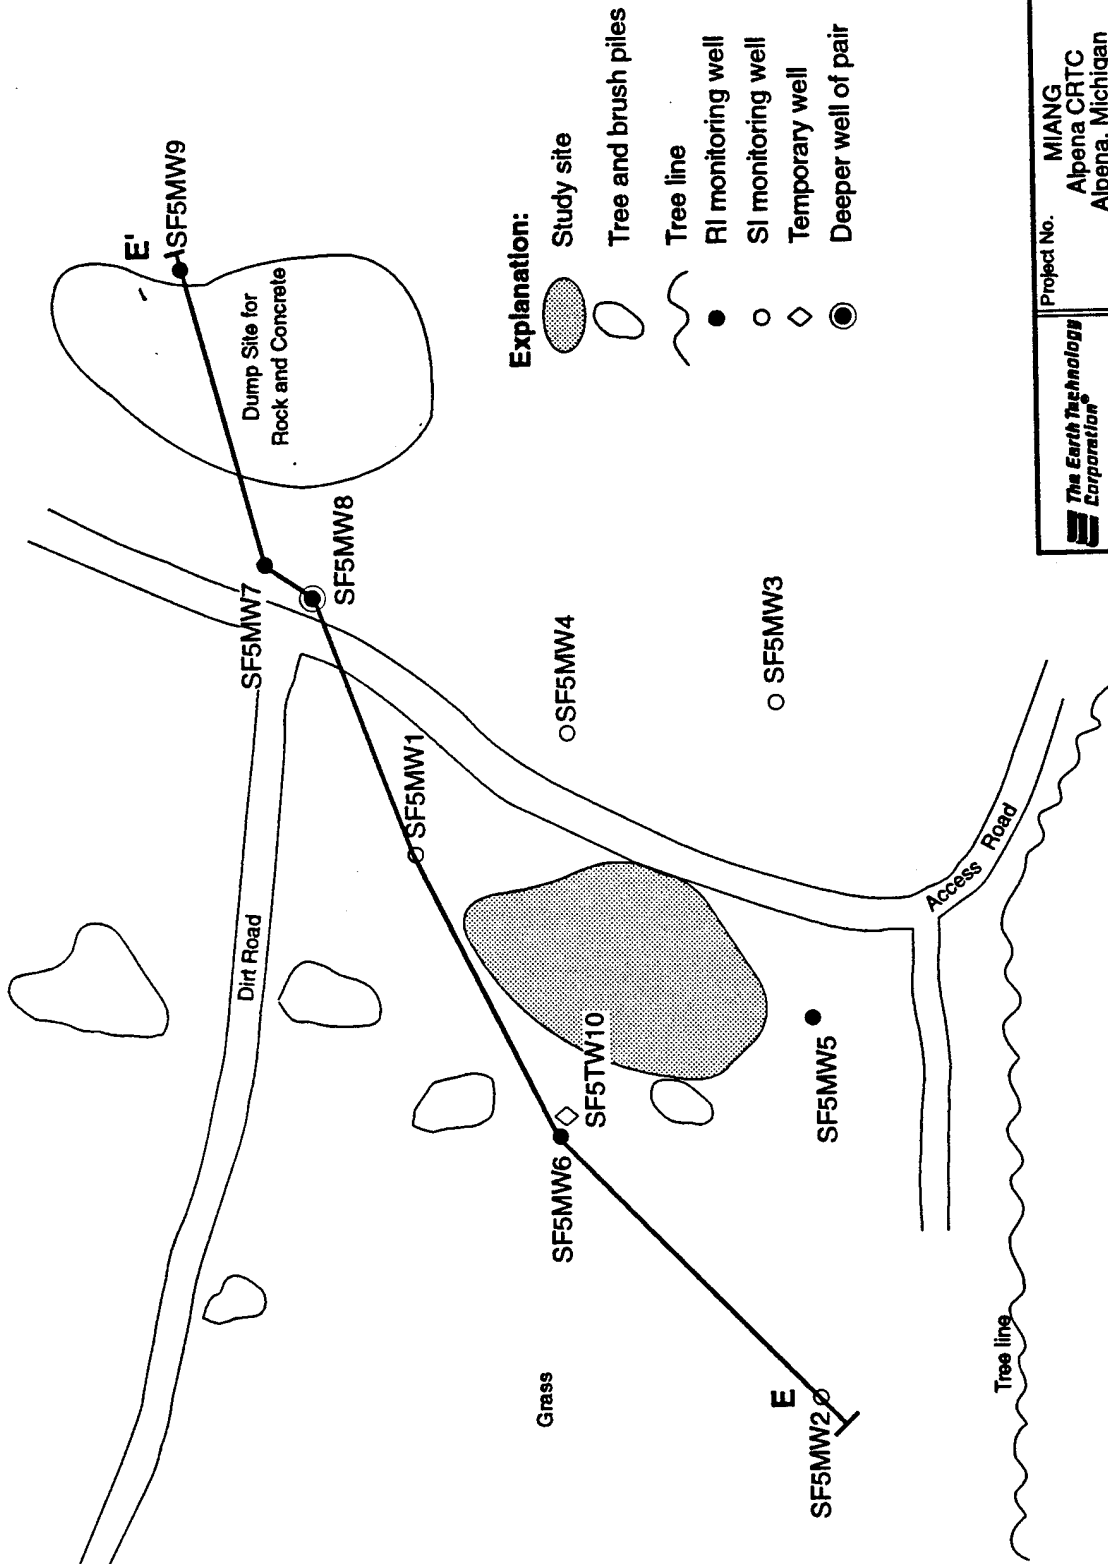 E'
SF5MW9
Dump Site for
Rock and Concrete
SF5MW7
SF5MW8
SF5MW1
SF5MW4
SF5MW3
Dirt Road
Access Road
SF5TW10
SF5MW6
SF5MW5
Grass
E
SF5MW2
Tree line
Explanation:
Study site
Tree and brush piles
Tree line
RI monitoring well
SI monitoring well
Temporary well
Deeper well of pair
The Earth Technology
Corporation®
Project No.
MIANG
Alpena CRTC
Alpena, Michigan